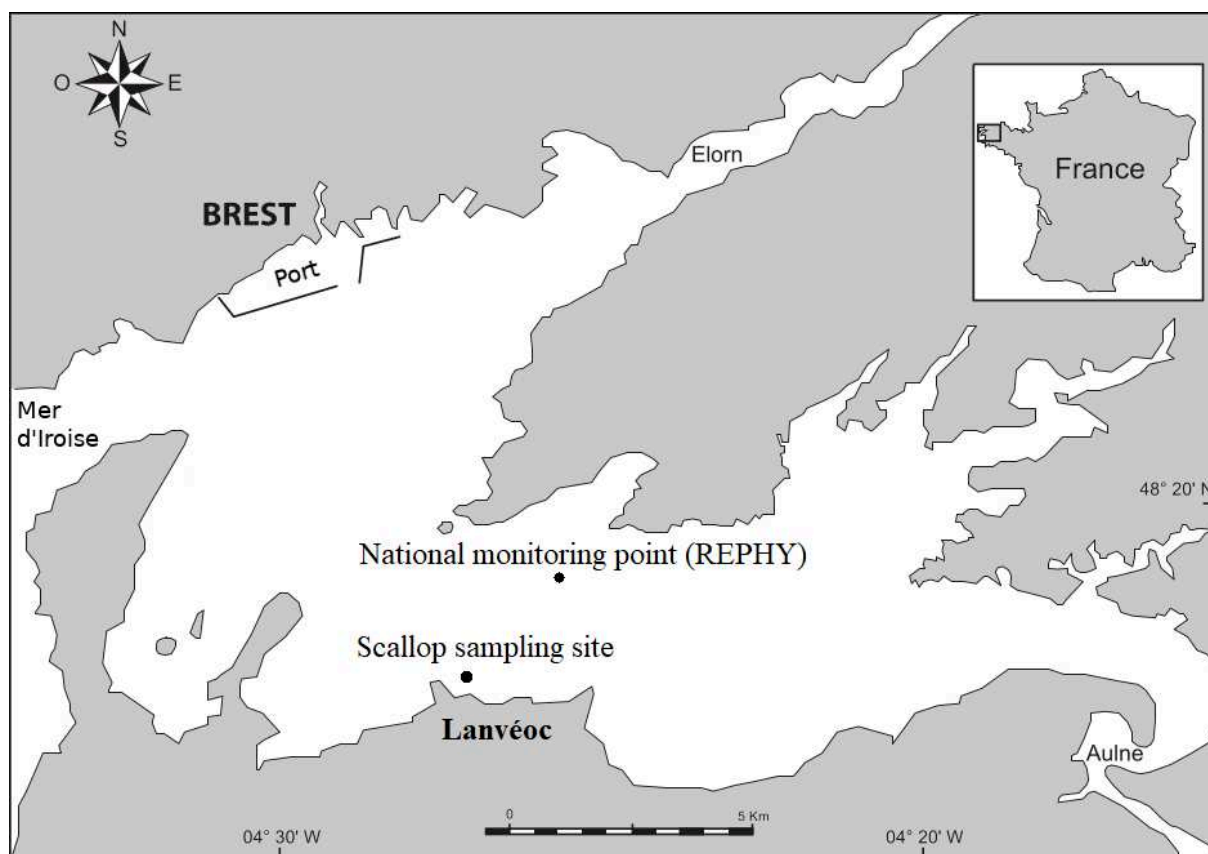 N
O
E
S
Elorn
France
BREST
Port
Mer
d'Iroise
48° 20' N
National monitoring point (REPHY)
Scallop sampling site
Lanvéoc
Aulne
0
5 Km
04° 30' W
04° 20' W